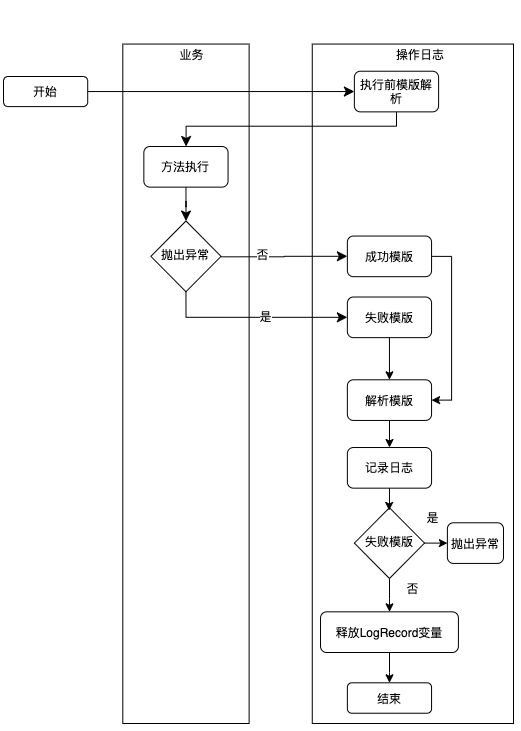 业务
操作日志
开始
执行前模版解
析
方法执行
抛出异常
否
成功模版
是
失败模版
解析模版
记录日志
失败模版
是
抛出异常
否
释放LogRecord变量
结束